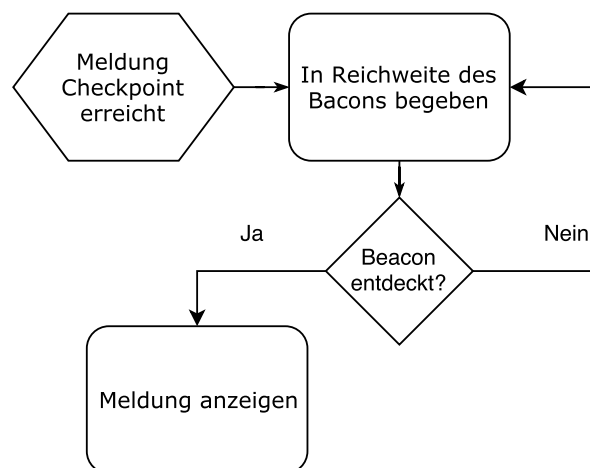 Meldung
Checkpoint
erreicht
In Reichweite des
Bacons begeben
Ja
Nein
Beacon
entdeckt?
Meldung anzeigen